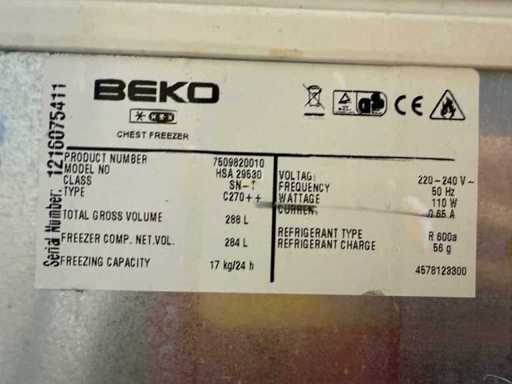 BEKO
CHEST FREEZER
Serial Number. 1216075411
PRODUCT NUMBER 7509820010
MODEL NO HSA 29530
CLASS SN-T
TYPE C270++
TOTAL GROSS VOLUME 288 L
FREEZER COMP. NET.VOL. 284 L
FREEZING CAPACITY 17 kg/24 h
VOLTAG: 220-240 V~
FREQUENCY 50 Hz
WATTAGE 110 W
CURRENT 0.65 A
REFRIGERANT TYPE R 600a
REFRIGERANT CHARGE 56 g
4578123300
CE